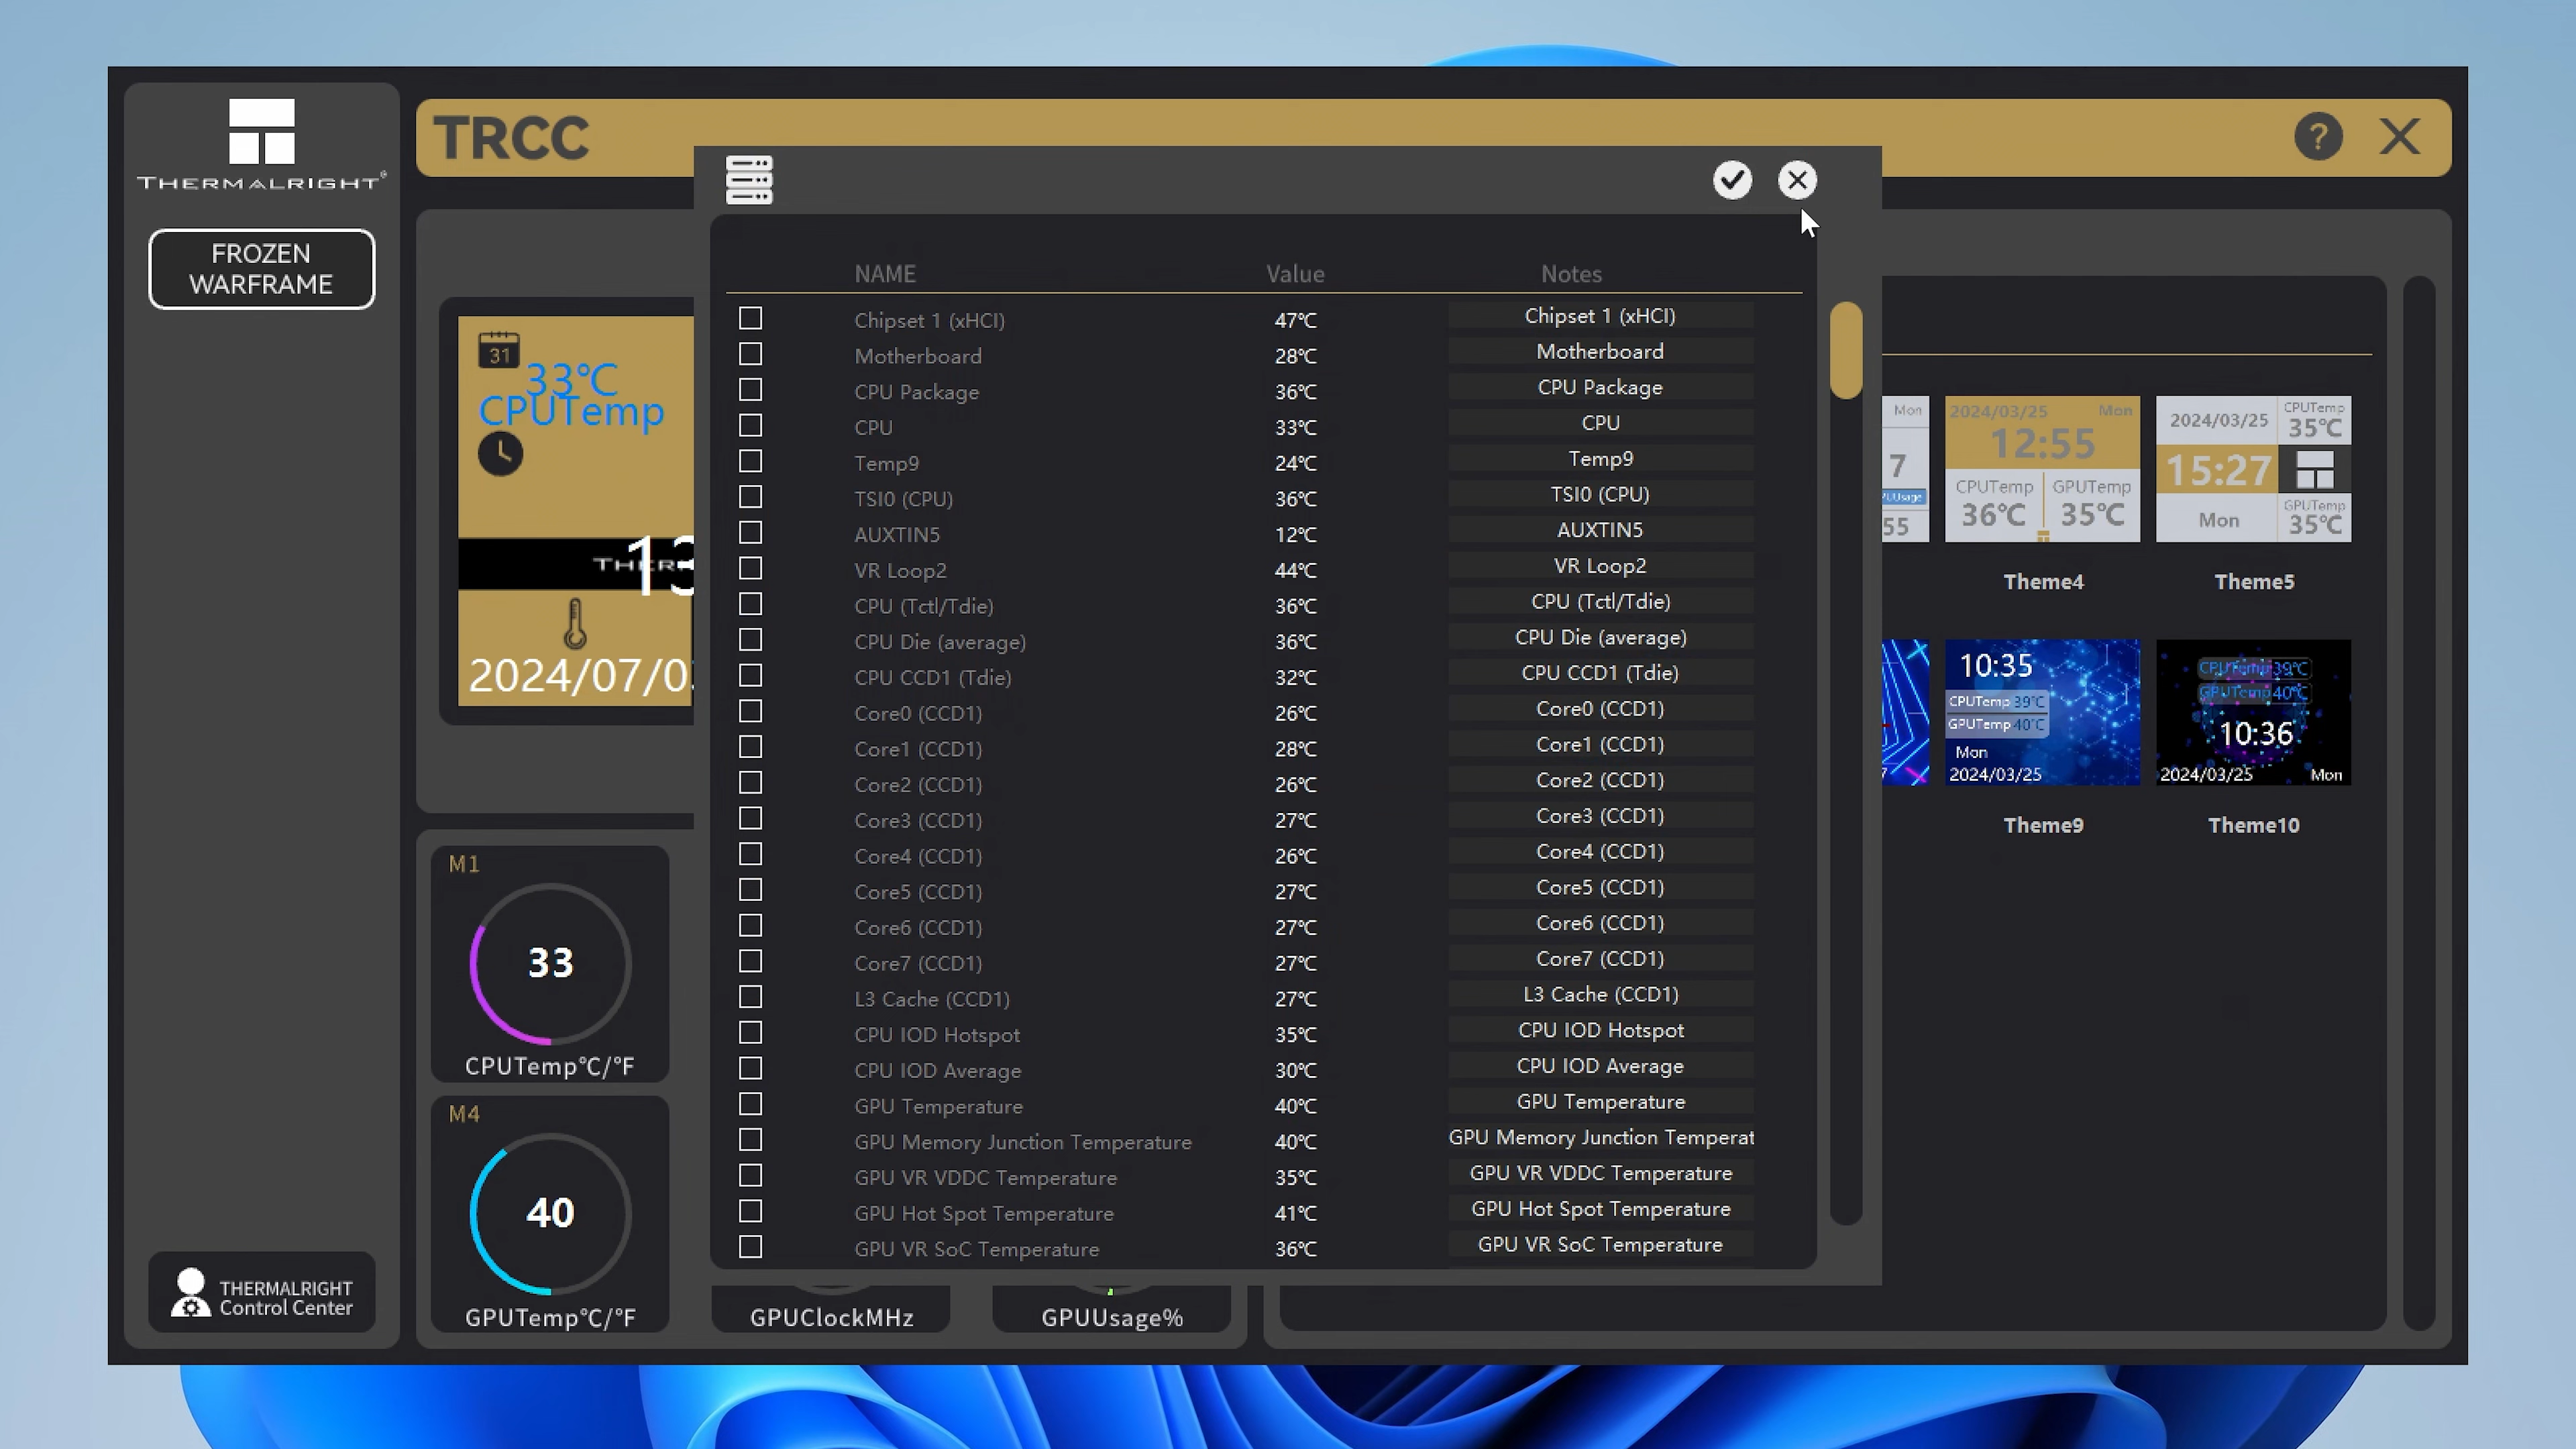 THERMALRIGHT®
FROZEN
WARFRAME
THERMALRIGHT
Control Center
TRCC
?
31
33℃
CPUTemp
13
2024/07/0
M1
33
CPUTemp℃/℉
M4
40
GPUTemp℃/℉
GPUClockMHz
GPUUsage%
NAME Value Notes
Chipset 1 (xHCI) 47℃ Chipset 1 (xHCI)
Motherboard 28℃ Motherboard
CPU Package 36℃ CPU Package
CPU 33℃ CPU
Temp9 24℃ Temp9
TSI0 (CPU) 36℃ TSI0 (CPU)
AUXTIN5 12℃ AUXTIN5
VR Loop2 44℃ VR Loop2
CPU (Tctl/Tdie) 36℃ CPU (Tctl/Tdie)
CPU Die (average) 36℃ CPU Die (average)
CPU CCD1 (Tdie) 32℃ CPU CCD1 (Tdie)
Core0 (CCD1) 26℃ Core0 (CCD1)
Core1 (CCD1) 28℃ Core1 (CCD1)
Core2 (CCD1) 26℃ Core2 (CCD1)
Core3 (CCD1) 27℃ Core3 (CCD1)
Core4 (CCD1) 26℃ Core4 (CCD1)
Core5 (CCD1) 27℃ Core5 (CCD1)
Core6 (CCD1) 27℃ Core6 (CCD1)
Core7 (CCD1) 27℃ Core7 (CCD1)
L3 Cache (CCD1) 27℃ L3 Cache (CCD1)
CPU IOD Hotspot 35℃ CPU IOD Hotspot
CPU IOD Average 30℃ CPU IOD Average
GPU Temperature 40℃ GPU Temperature
GPU Memory Junction Temperature 40℃ GPU Memory Junction Temperat
GPU VR VDDC Temperature 35℃ GPU VR VDDC Temperature
GPU Hot Spot Temperature 41℃ GPU Hot Spot Temperature
GPU VR SoC Temperature 36℃ GPU VR SoC Temperature
Mon
7
55
2024/03/25 Mon
12:55
CPUTemp GPUTemp
36℃ 35℃
Theme4
2024/03/25
CPUTemp
35℃
15:27
Mon
GPUTemp
35℃
Theme5
10:35
CPUTemp 39℃
GPUTemp 40℃
Mon
2024/03/25
Theme9
CPUTemp 39℃
GPUTemp 40℃
10:36
2024/03/25 Mon
Theme10